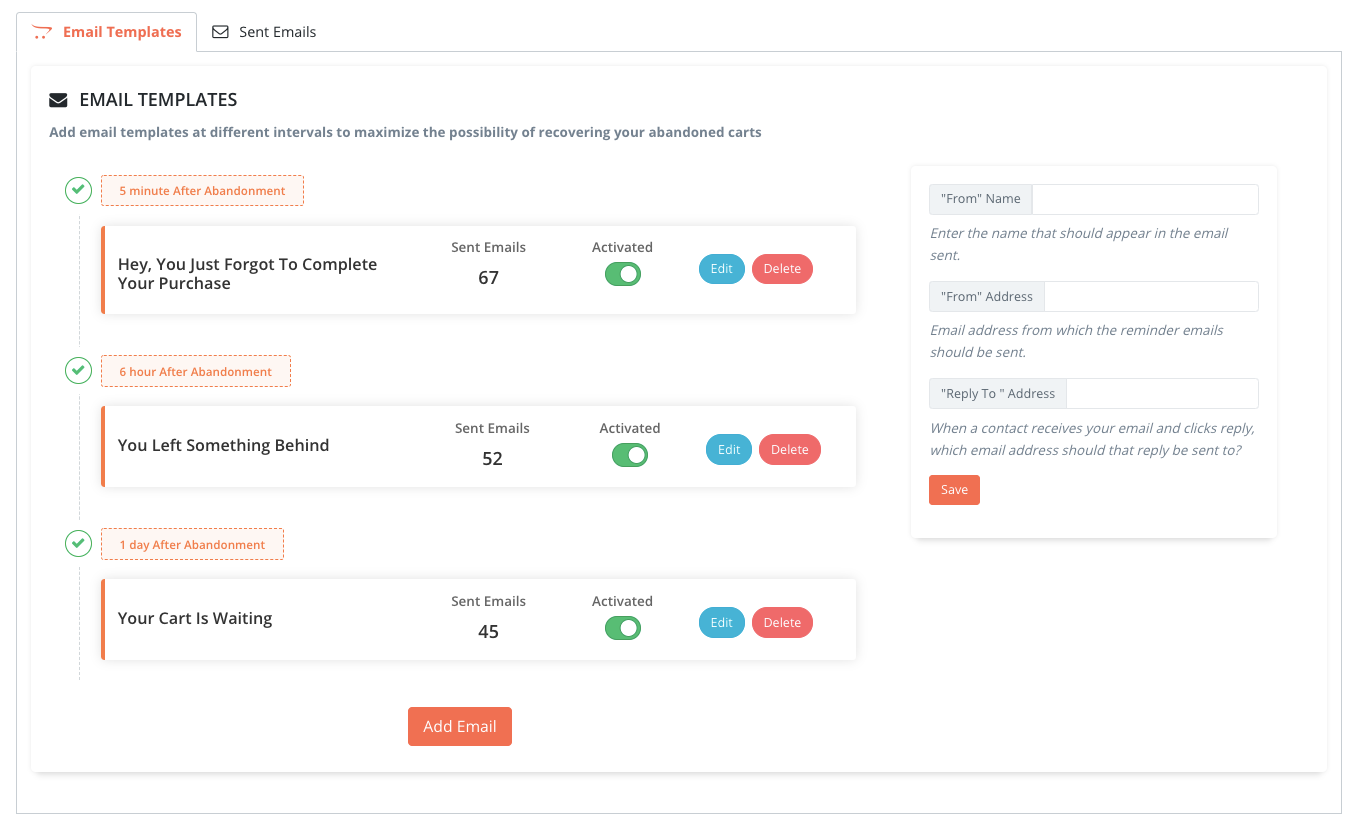 Email Templates
Sent Emails
EMAIL TEMPLATES
Add email templates at different intervals to maximize the possibility of recovering your abandoned carts
5 minute After Abandonment
Hey, You Just Forgot To Complete
Your Purchase
Sent Emails
67
Activated
Edit
Delete
6 hour After Abandonment
You Left Something Behind
Sent Emails
52
Activated
Edit
Delete
1 day After Abandonment
Your Cart Is Waiting
Sent Emails
45
Activated
Edit
Delete
Add Email
"From" Name
Enter the name that should appear in the email
sent.
"From" Address
Email address from which the reminder emails
should be sent.
"Reply To " Address
When a contact receives your email and clicks reply,
which email address should that reply be sent to?
Save